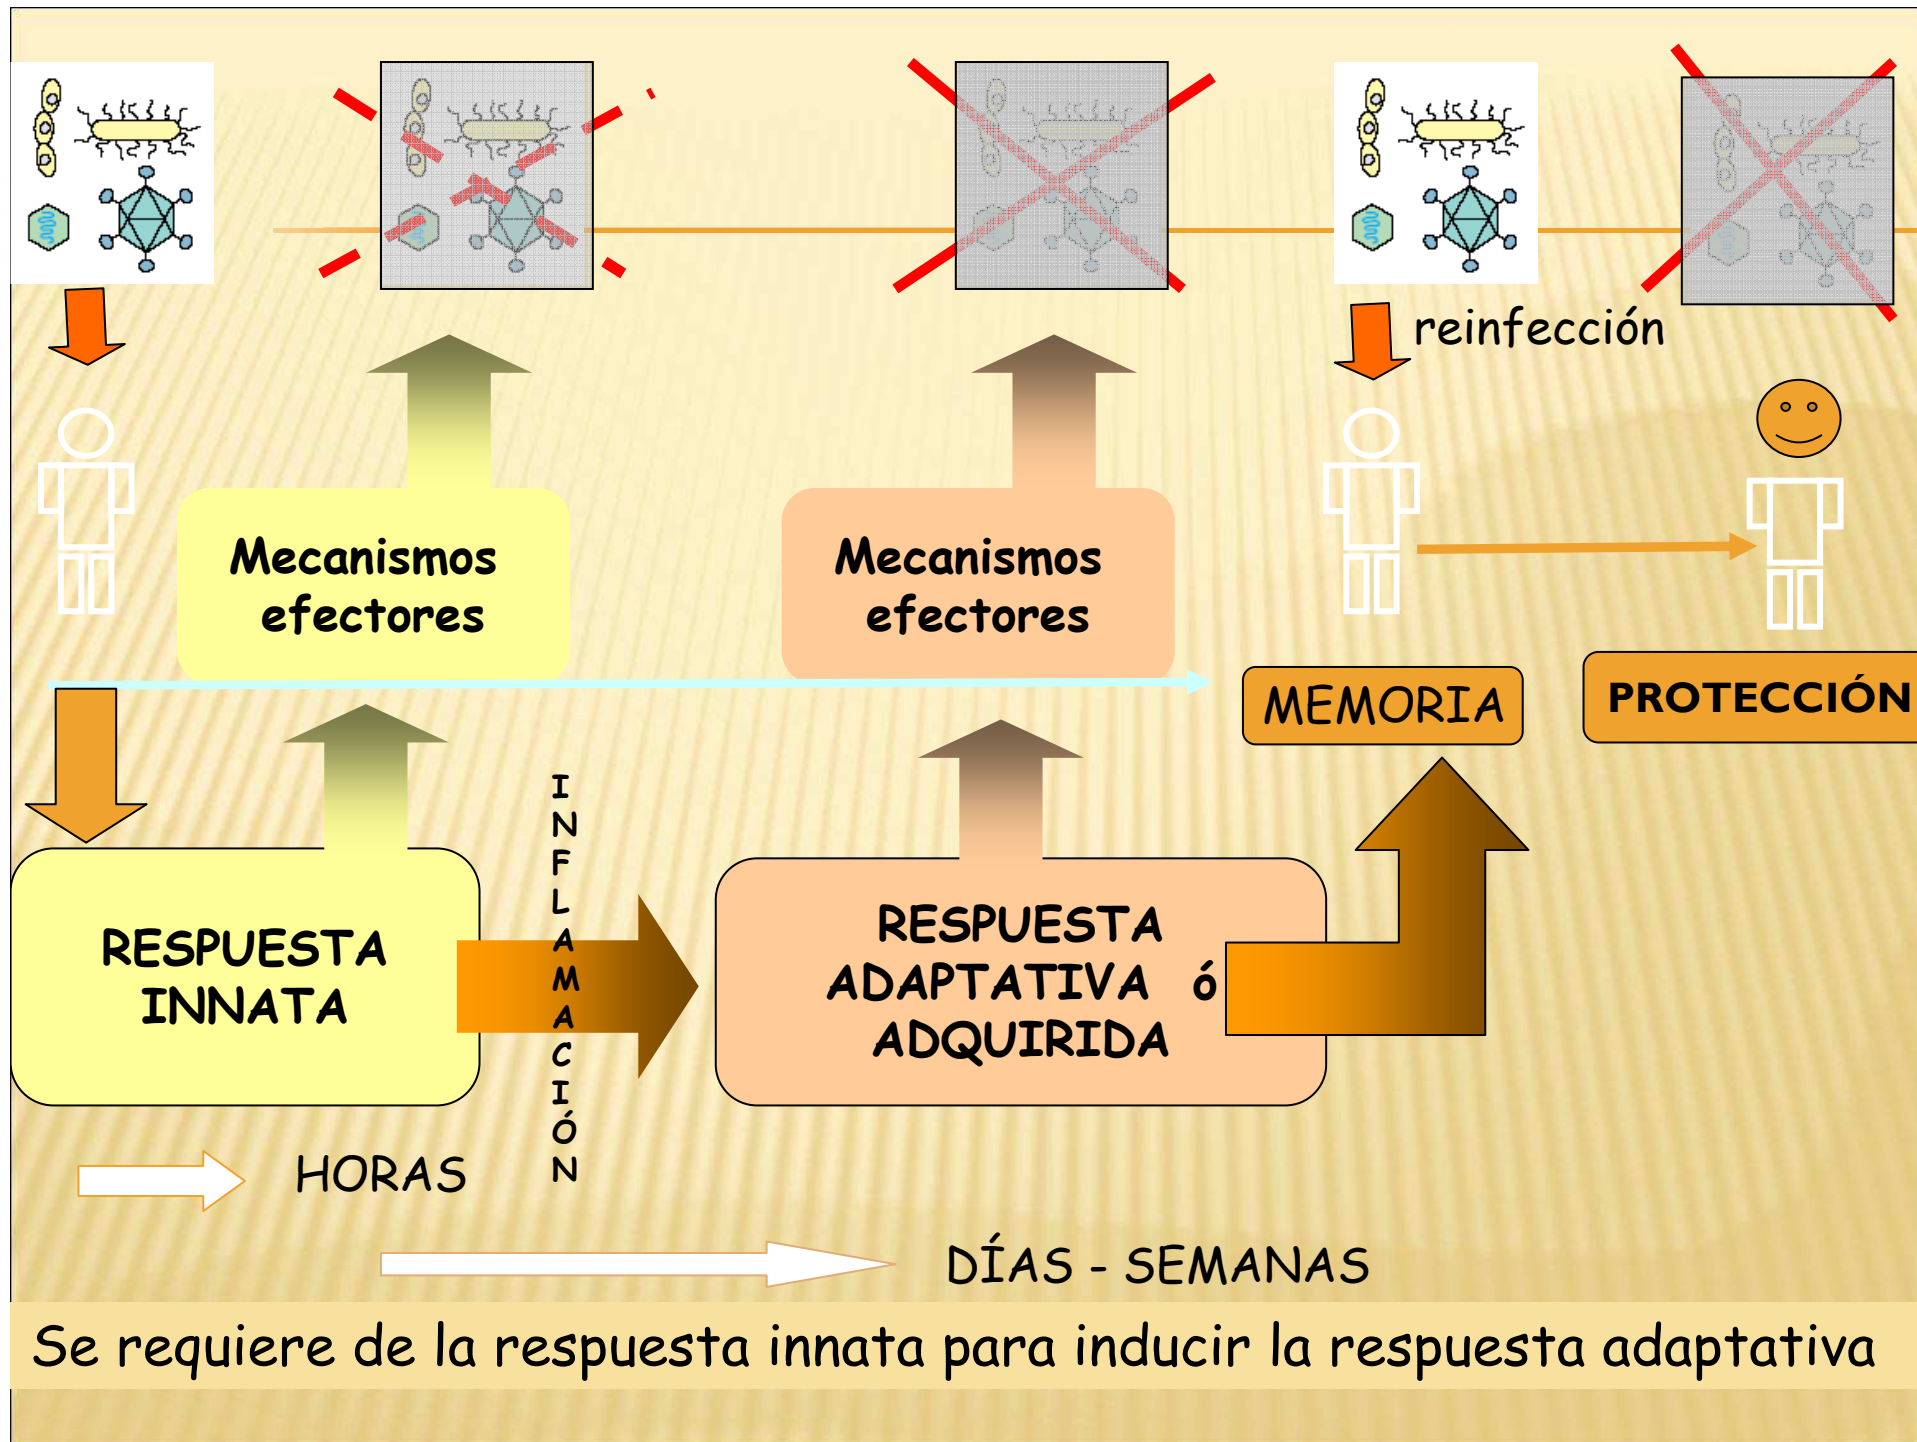 reinfección
Mecanismos
efectores
Mecanismos
efectores
MEMORIA
PROTECCIÓN
INFLAMACIÓN
RESPUESTA
INNATA
RESPUESTA
ADAPTATIVA ó
ADQUIRIDA
HORAS
DÍAS - SEMANAS
Se requiere de la respuesta innata para inducir la respuesta adaptativa